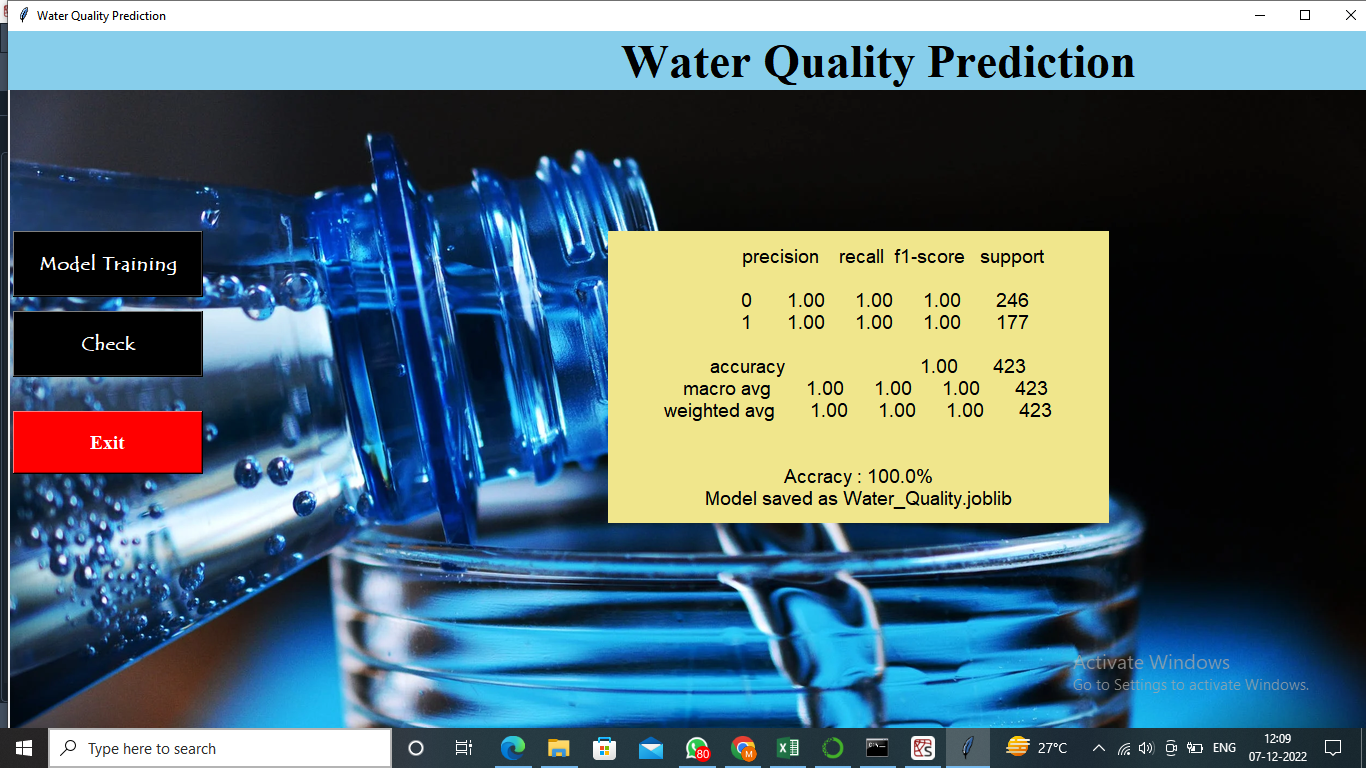 Water Quality Prediction
Water Quality Prediction
Model Training
Check
Exit
precision recall f1-score support
0 1.00 1.00 1.00 246
1 1.00 1.00 1.00 177
accuracy 1.00 423
macro avg 1.00 1.00 1.00 423
weighted avg 1.00 1.00 1.00 423
Accracy : 100.0%
Model saved as Water_Quality.joblib
Activate Windows
Go to Settings to activate Windows.
Type here to search
80
M
27°C
ENG
12:09
07-12-2022